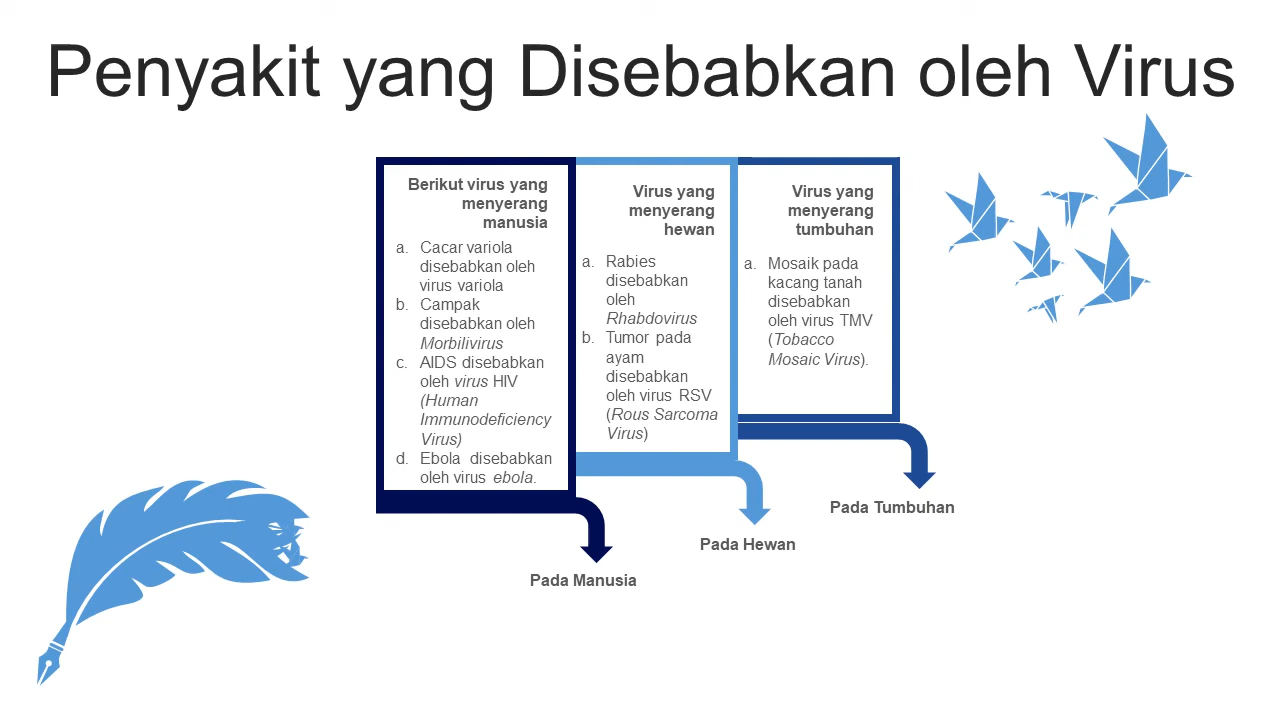 Penyakit yang Disebabkan oleh Virus
Berikut virus yang
menyerang
manusia
a. Cacar variola
disebabkan oleh
virus variola
b. Campak
disebabkan oleh
Morbilivirus
c. AIDS disebabkan
oleh virus HIV
(Human
Immunodeficiency
Virus)
d. Ebola disebabkan
oleh virus ebola.
Pada Manusia
Virus yang
menyerang
hewan
a. Rabies
disebabkan
oleh
Rhabdovirus
b. Tumor pada
ayam
disebabkan
oleh virus RSV
(Rous Sarcoma
Virus)
Pada Hewan
Virus yang
menyerang
tumbuhan
a. Mosaik pada
kacang tanah
disebabkan
oleh virus TMV
(Tobacco
Mosaic Virus).
Pada Tumbuhan